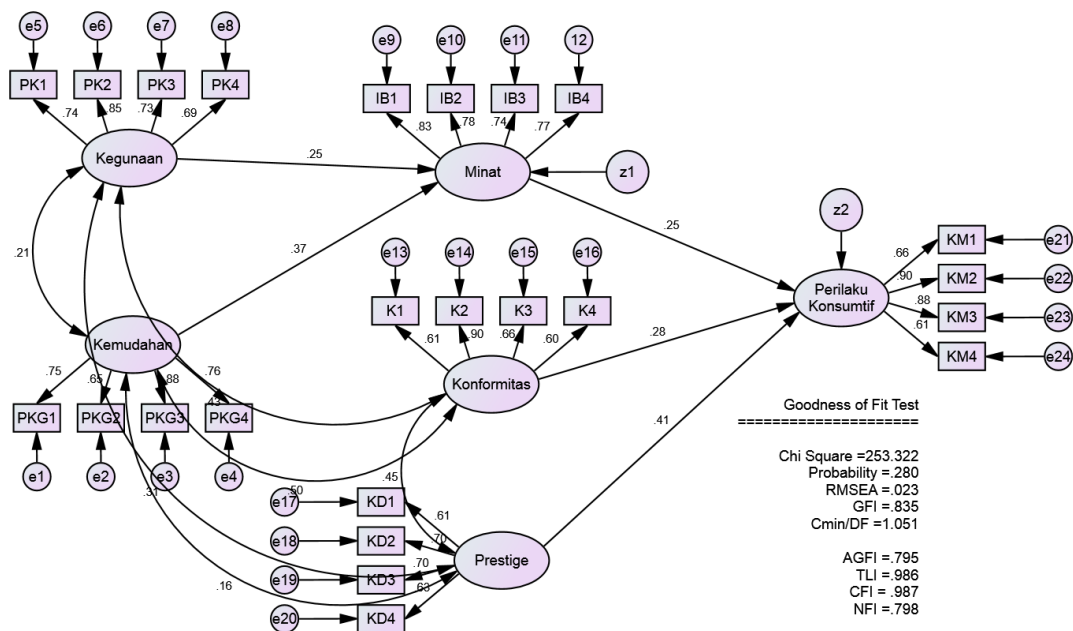 e5
e6
e7
e8
PK1
PK2
PK3
PK4
.74
.85
.73
.69
Kegunaan
e9
e10
e11
12
IB1
IB2
IB3
IB4
.83
.78
.74
.77
Minat
z1
.25
.37
.21
.25
z2
Perilaku
Konsumtif
.66
.90
.88
.61
KM1
KM2
KM3
KM4
e21
e22
e23
e24
e13
e14
e15
e16
K1
K2
K3
K4
.61
.90
.66
.60
Konformitas
.28
.41
Kemudahan
.75
.65
.88
.76
.43
PKG1
PKG2
PKG3
PKG4
e1
e2
e3
e4
.31
.50
.45
.16
e17
e18
e19
e20
KD1
KD2
KD3
KD4
.61
.70
.70
.63
Prestige
Goodness of Fit Test
=====================
Chi Square =253.322
Probability =.280
RMSEA =.023
GFI =.835
Cmin/DF =1.051
AGFI =.795
TLI =.986
CFI = .987
NFI =.798